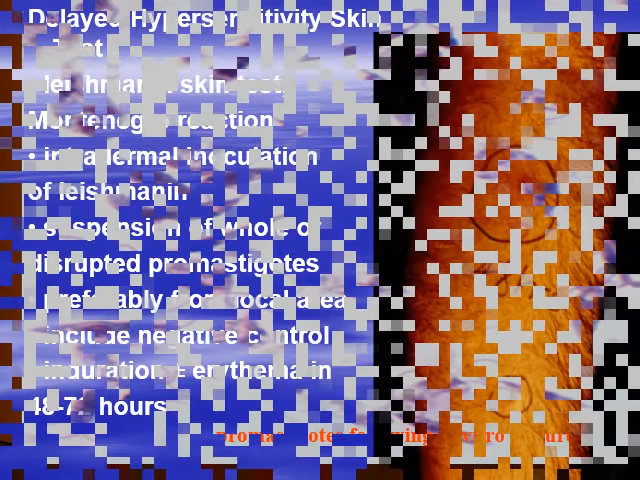 Delayed Hypersensitivity Skin
Test
Leishmanin skin test,
Montenegro reaction
• intradermal inoculation
of leishmanin
• suspension of whole or
disrupted promastigotes
• preferably from local area
• include negative control
• induration ± erythema in
48-72 hours